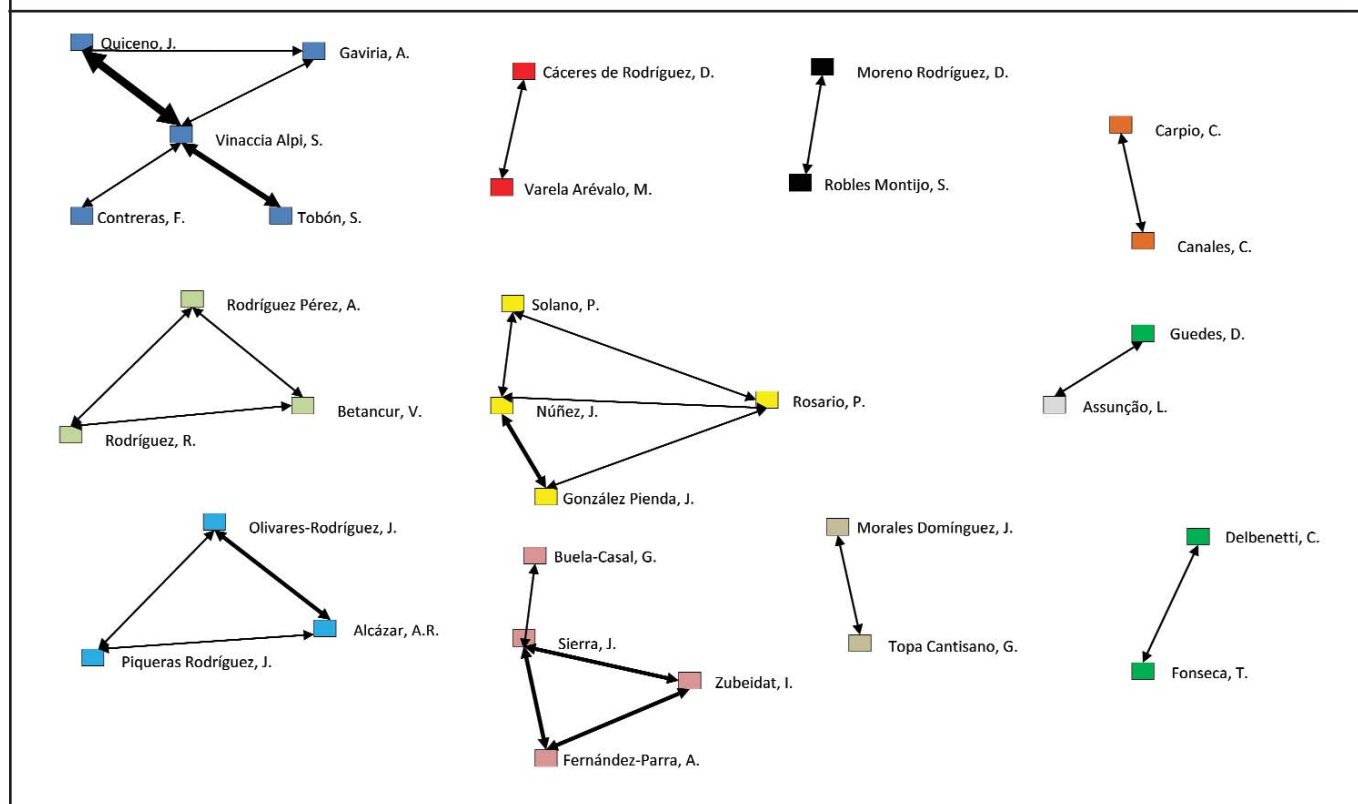 Quiceno, J.
Gaviria, A.
Vinaccia Alpi, S.
Contreras, F.
Tobón, S.
Cáceres de Rodríguez, D.
Varela Arévalo, M.
Moreno Rodríguez, D.
Robles Montijo, S.
Carpio, C.
Canales, C.
Rodríguez Pérez, A.
Betancur, V.
Rodríguez, R.
Solano, P.
Núñez, J.
Rosario, P.
González Pienda, J.
Guedes, D.
Assunção, L.
Olivares-Rodríguez, J.
Alcázar, A.R.
Piqueras Rodríguez, J.
Buela-Casal, G.
Sierra, J.
Zubeidat, I.
Fernández-Parra, A.
Morales Domínguez, J.
Topa Cantisano, G.
Delbenetti, C.
Fonseca, T.